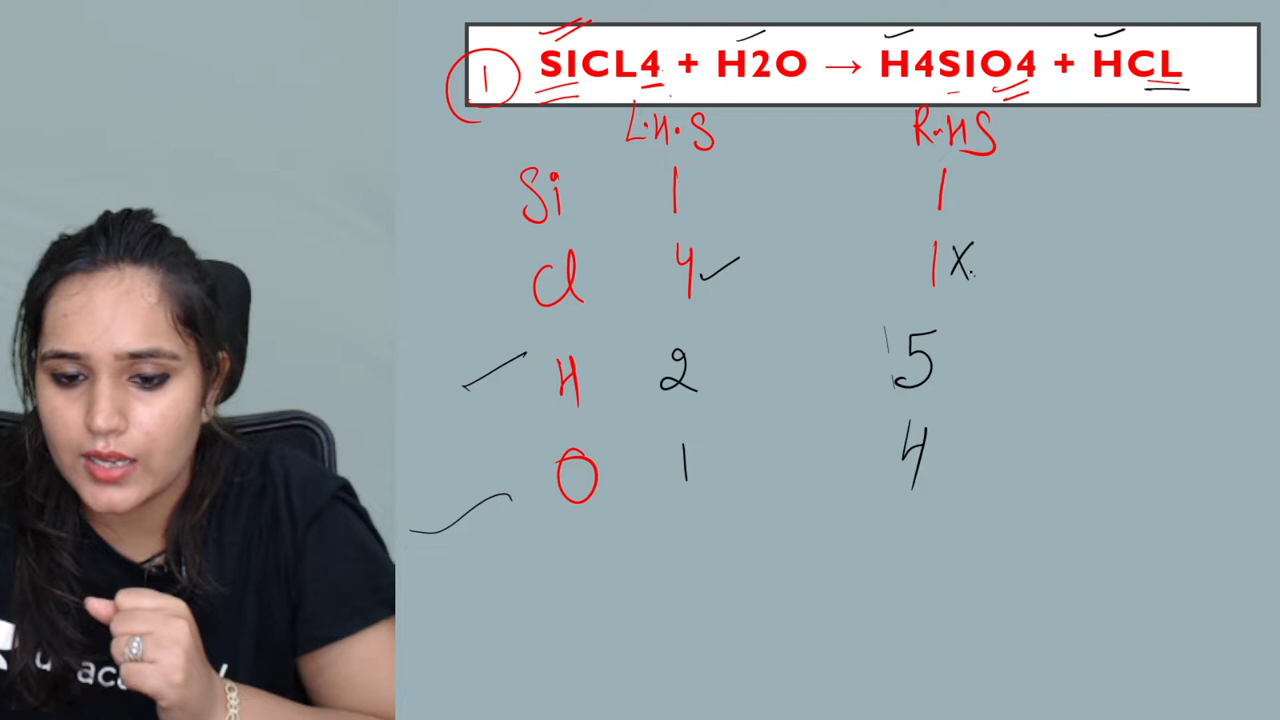 1 SICL4 + H2O → H4SIO4 + HCL
L.H.S R.H.S
Si 1 1
Cl 4 ✓ 1 X
H 2 5
O 1 4